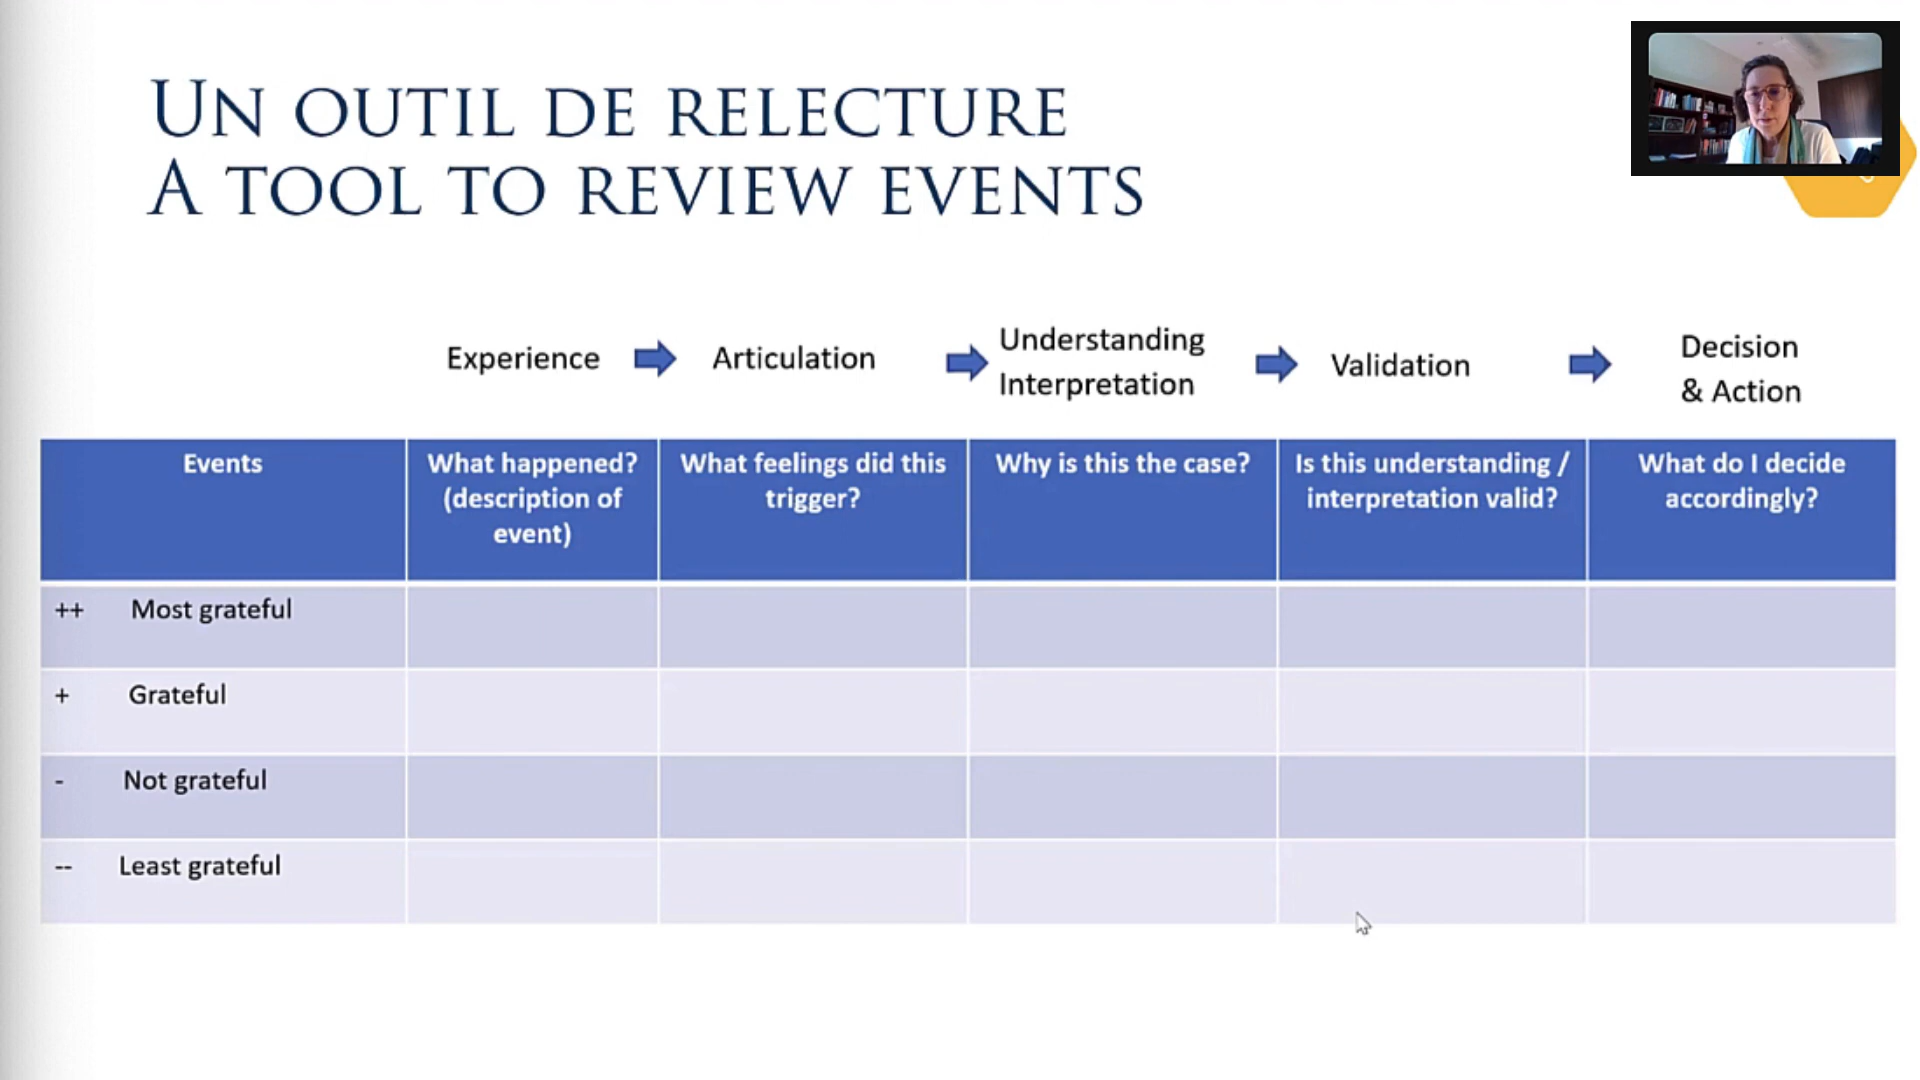 UN OUTIL DE RELECTURE
A TOOL TO REVIEW EVENTS
Experience
Articulation
Understanding
Interpretation
Validation
Decision
& Action
Events
What happened?
(description of
event)
What feelings did this
trigger?
Why is this the case?
Is this understanding /
interpretation valid?
What do I decide
accordingly?
++ Most grateful
+ Grateful
- Not grateful
-- Least grateful